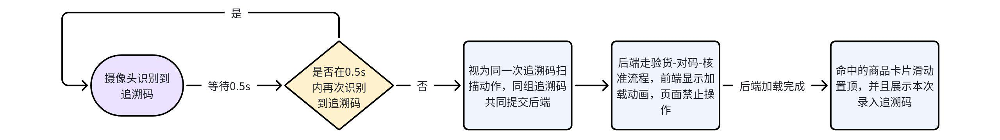 是
摄像头识别到
追溯码
等待0.5s
是否在0.5s
内再次识别
到追溯码
否
视为同一次追溯码扫
描动作，同组追溯码
共同提交后端
后端走验货-对码-核
准流程，前端显示加
载动画，页面禁止操
作
后端加载完成
命中的商品卡片滑动
置顶，并且展示本次
录入追溯码